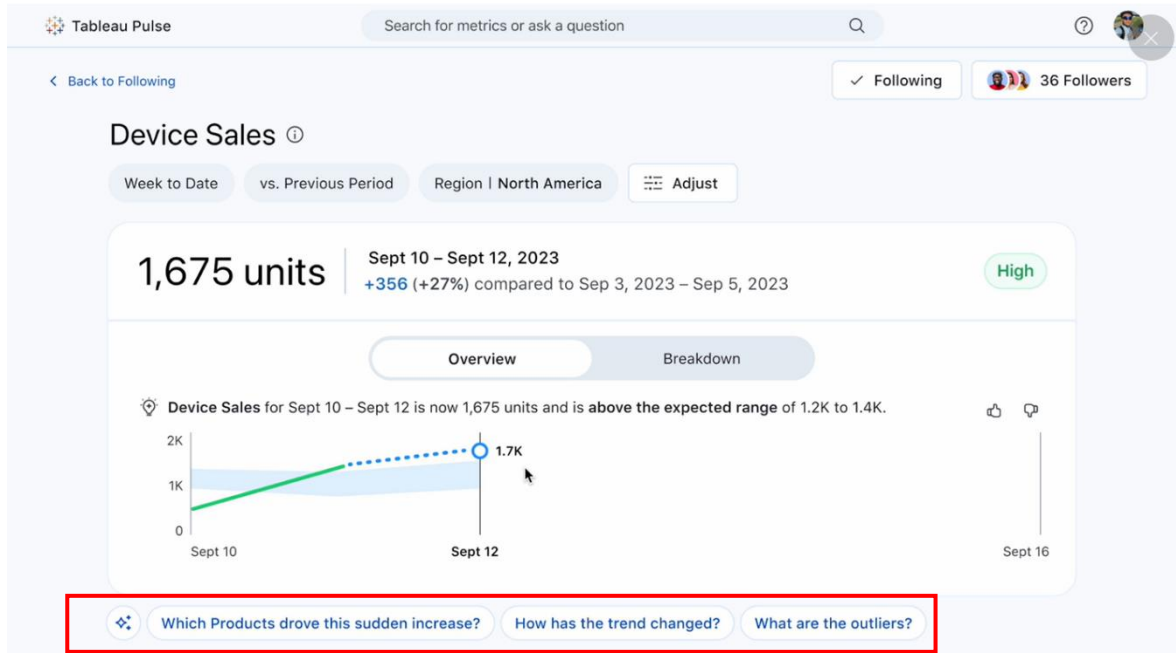 Tableau Pulse
Search for metrics or ask a question
Back to Following
Following
36 Followers
Device Sales
Week to Date
vs. Previous Period
Region | North America
Adjust
1,675 units
Sept 10 – Sept 12, 2023
+356 (+27%) compared to Sep 3, 2023 – Sep 5, 2023
High
Overview
Breakdown
Device Sales for Sept 10 – Sept 12 is now 1,675 units and is above the expected range of 1.2K to 1.4K.
2K
1.7K
1K
0
Sept 10
Sept 12
Sept 16
Which Products drove this sudden increase?
How has the trend changed?
What are the outliers?